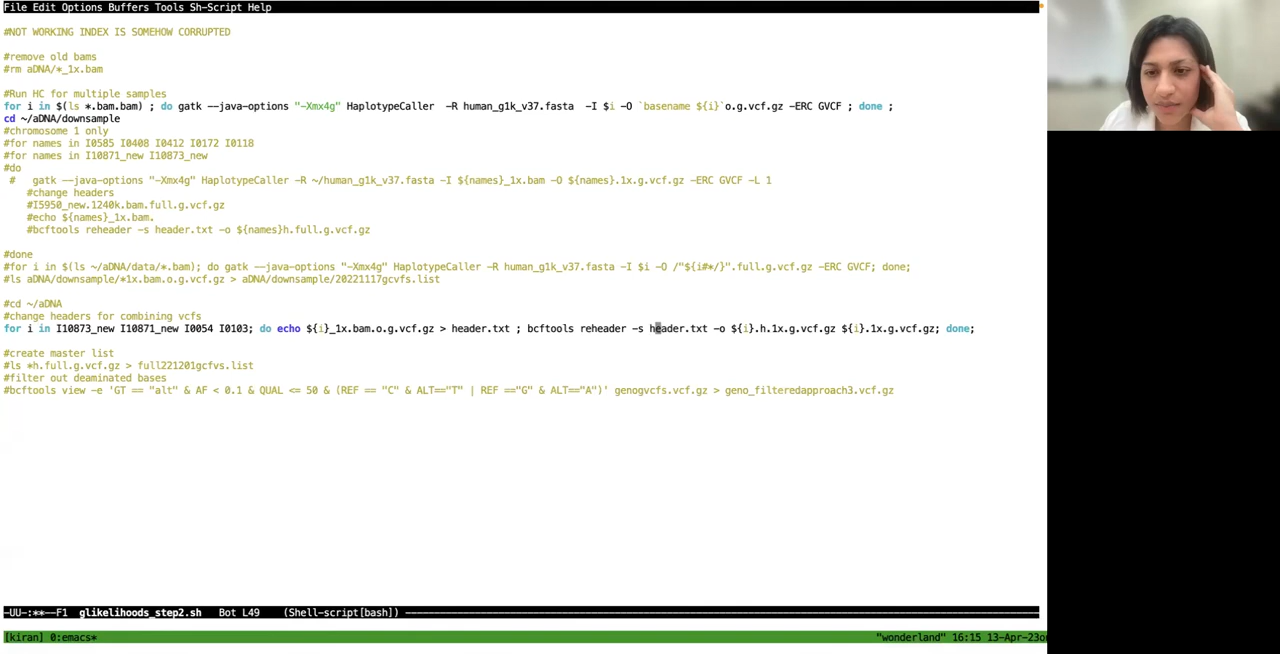 File Edit Options Buffers Tools Sh-Script Help
#NOT WORKING INDEX IS SOMEHOW CORRUPTED
#remove old bams
#rm aDNA/*_1x.bam
#Run HC for multiple samples
for i in $(ls *.bam.bam) ; do gatk --java-options "-Xmx4g" HaplotypeCaller  -R human_g1k_v37.fasta  -I $i -O `basename ${i}`o.g.vcf.gz -ERC GVCF ; done ;
cd ~/aDNA/downsample
#chromosome 1 only
#for names in I0585 I0408 I0412 I0172 I0118
#for names in I10871_new I10873_new
#do
#   gatk --java-options "-Xmx4g" HaplotypeCaller -R ~/human_g1k_v37.fasta -I ${names}_1x.bam -O ${names}.1x.g.vcf.gz -ERC GVCF -L 1
#change headers
#I5950_new.1240k.bam.full.g.vcf.gz
#echo ${names}_1x.bam.
#bcftools reheader -s header.txt -o ${names}h.full.g.vcf.gz
#done
#for i in $(ls ~/aDNA/data/*.bam); do gatk --java-options "-Xmx4g" HaplotypeCaller -R human_g1k_v37.fasta -I $i -O /"${i#*/}".full.g.vcf.gz -ERC GVCF; done;
#ls aDNA/downsample/*1x.bam.o.g.vcf.gz > aDNA/downsample/20221117gcvfs.list
#cd ~/aDNA
#change headers for combining vcfs
for i in I10873_new I10871_new I0054 I0103; do echo ${i}_1x.bam.o.g.vcf.gz > header.txt ; bcftools reheader -s header.txt -o ${i}.h.1x.g.vcf.gz ${i}.1x.g.vcf.gz; done;
#create master list
#ls *h.full.g.vcf.gz > full221201gcfvs.list
#filter out deaminated bases
#bcftools view -e 'GT == "alt" & AF < 0.1 & QUAL <= 50 & (REF == "C" & ALT=="T" | REF =="G" & ALT=="A")' genogvcfs.vcf.gz > geno_filteredapproach3.vcf.gz
-UU-:**--F1  glikelihoods_step2.sh   Bot L49    (Shell-script[bash])
[kiran] 0:emacs* "wonderland" 16:15 13-Apr-23